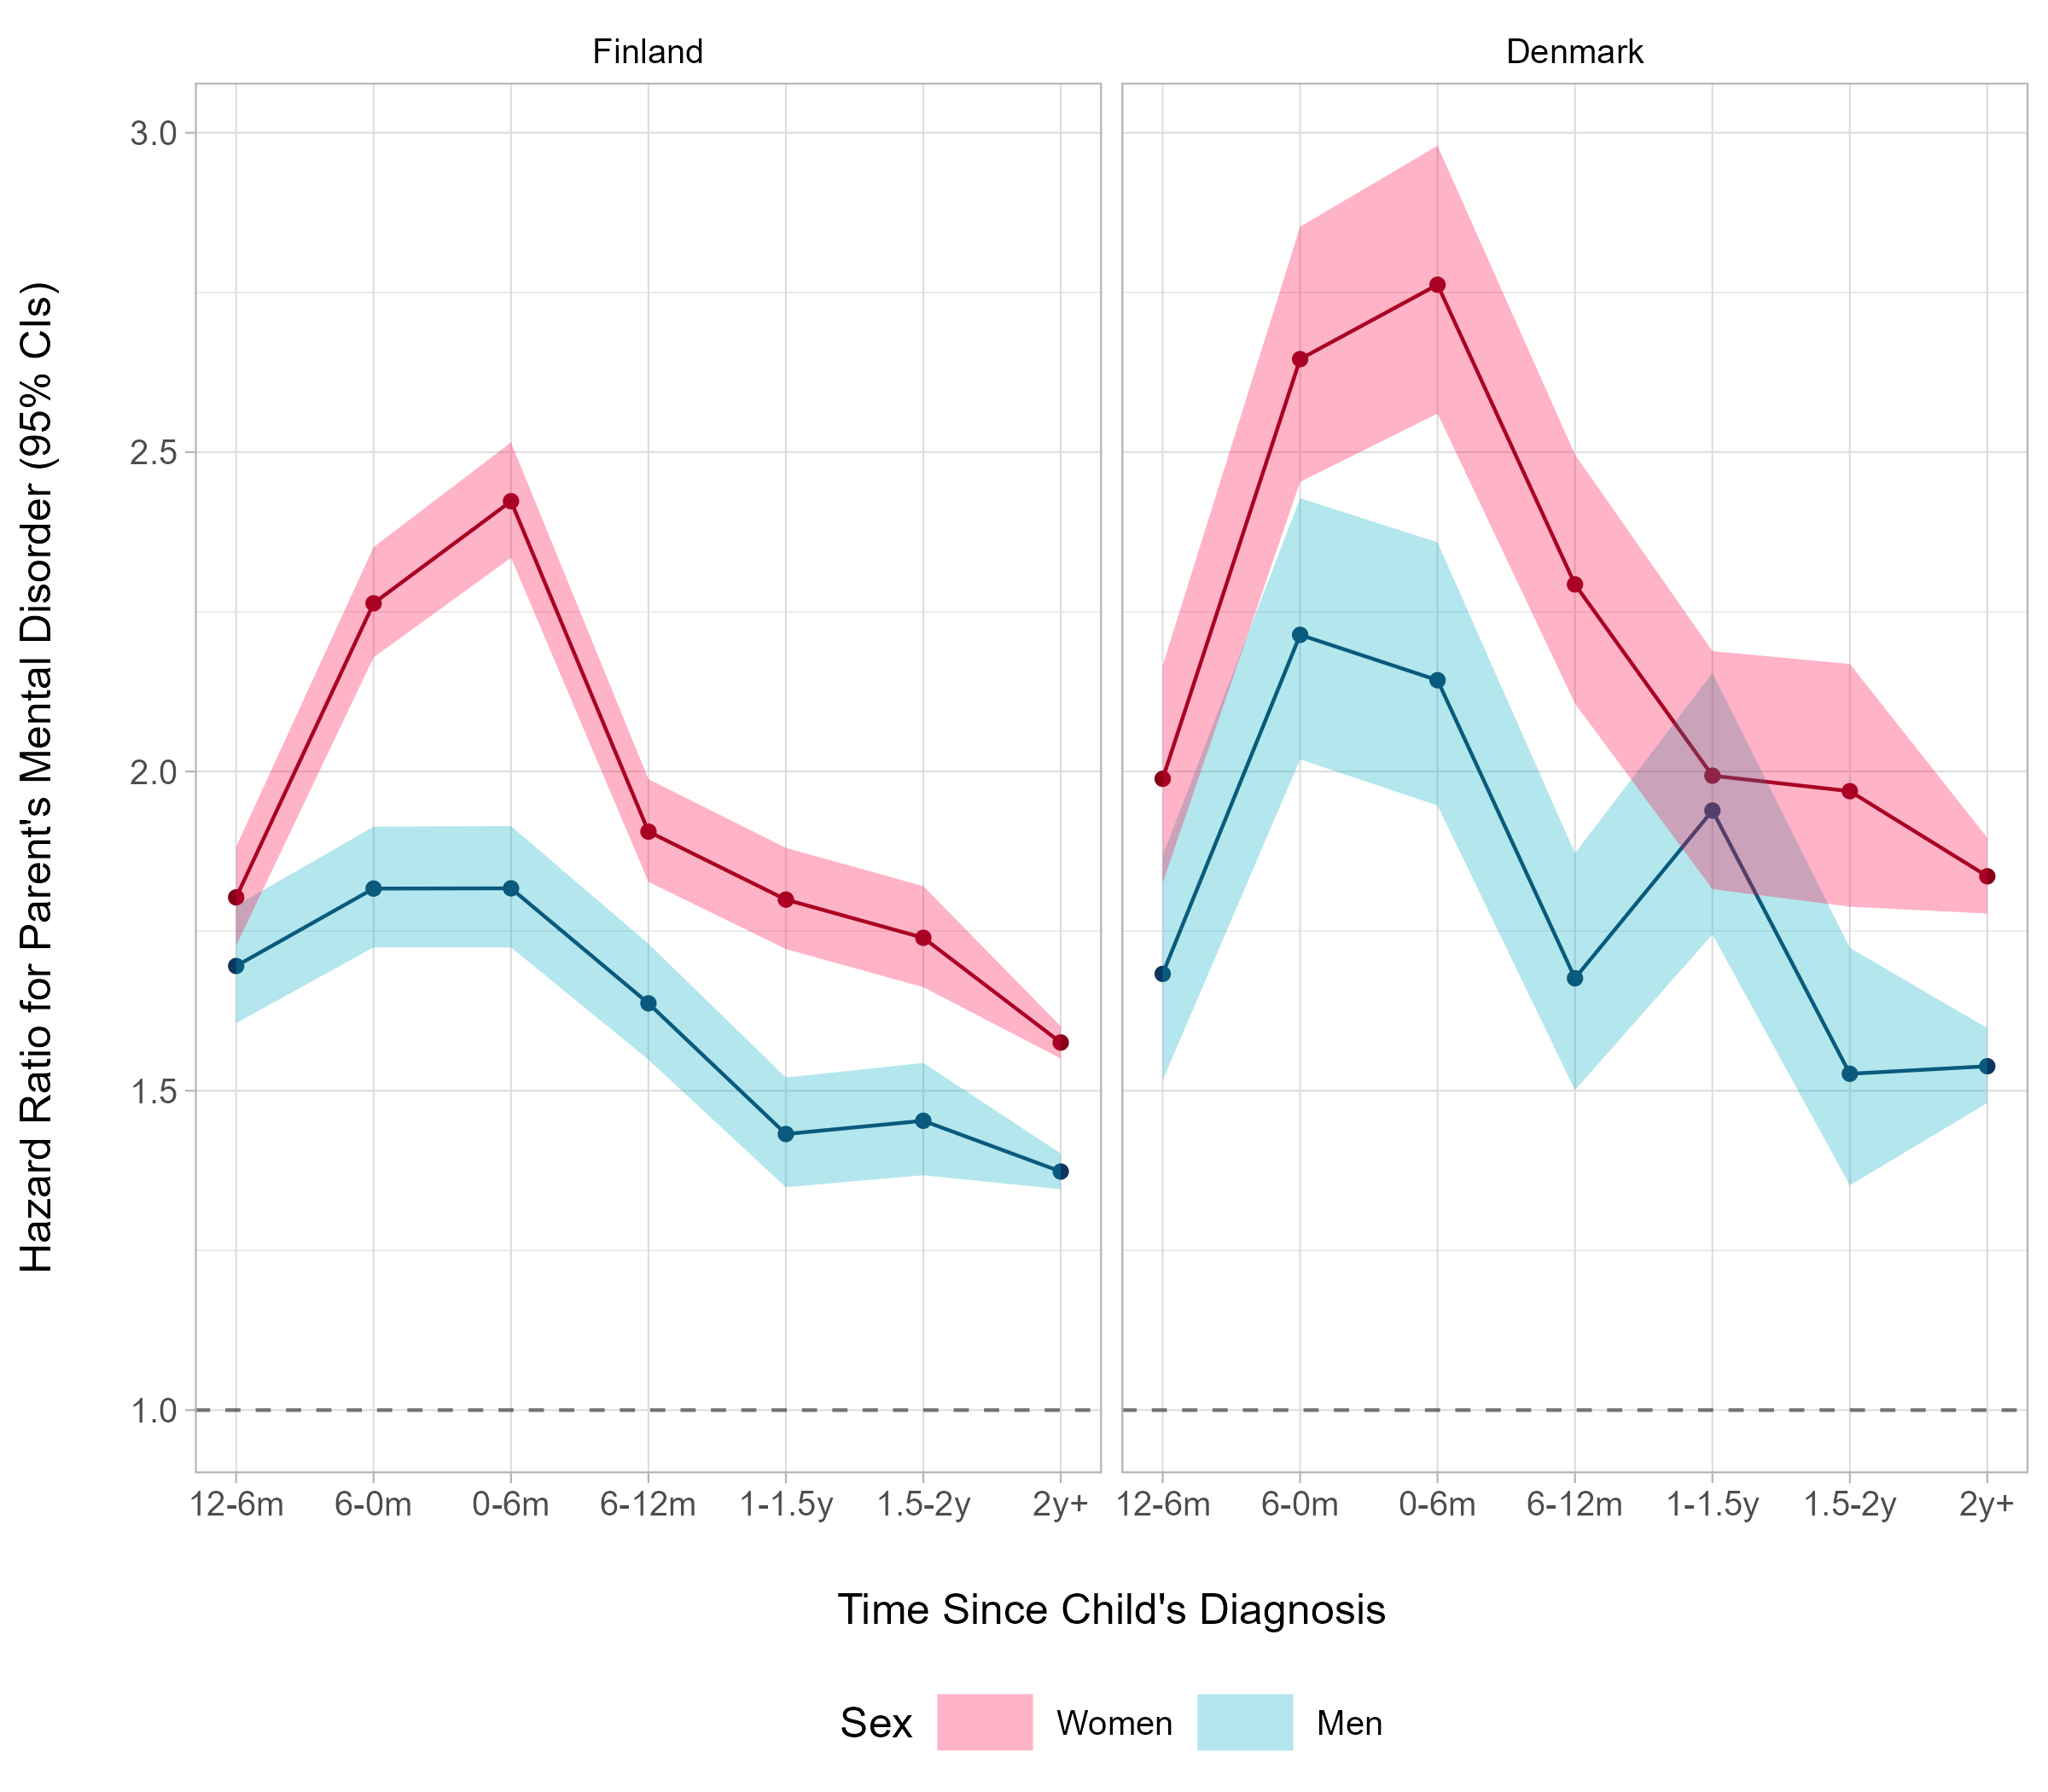 Finland
Denmark
Hazard Ratio for Parent's Mental Disorder (95% CIs)
3.0
2.5
2.0
1.5
1.0
12-6m 6-0m 0-6m 6-12m 1-1.5y 1.5-2y 2y+
12-6m 6-0m 0-6m 6-12m 1-1.5y 1.5-2y 2y+
Time Since Child's Diagnosis
Sex Women Men